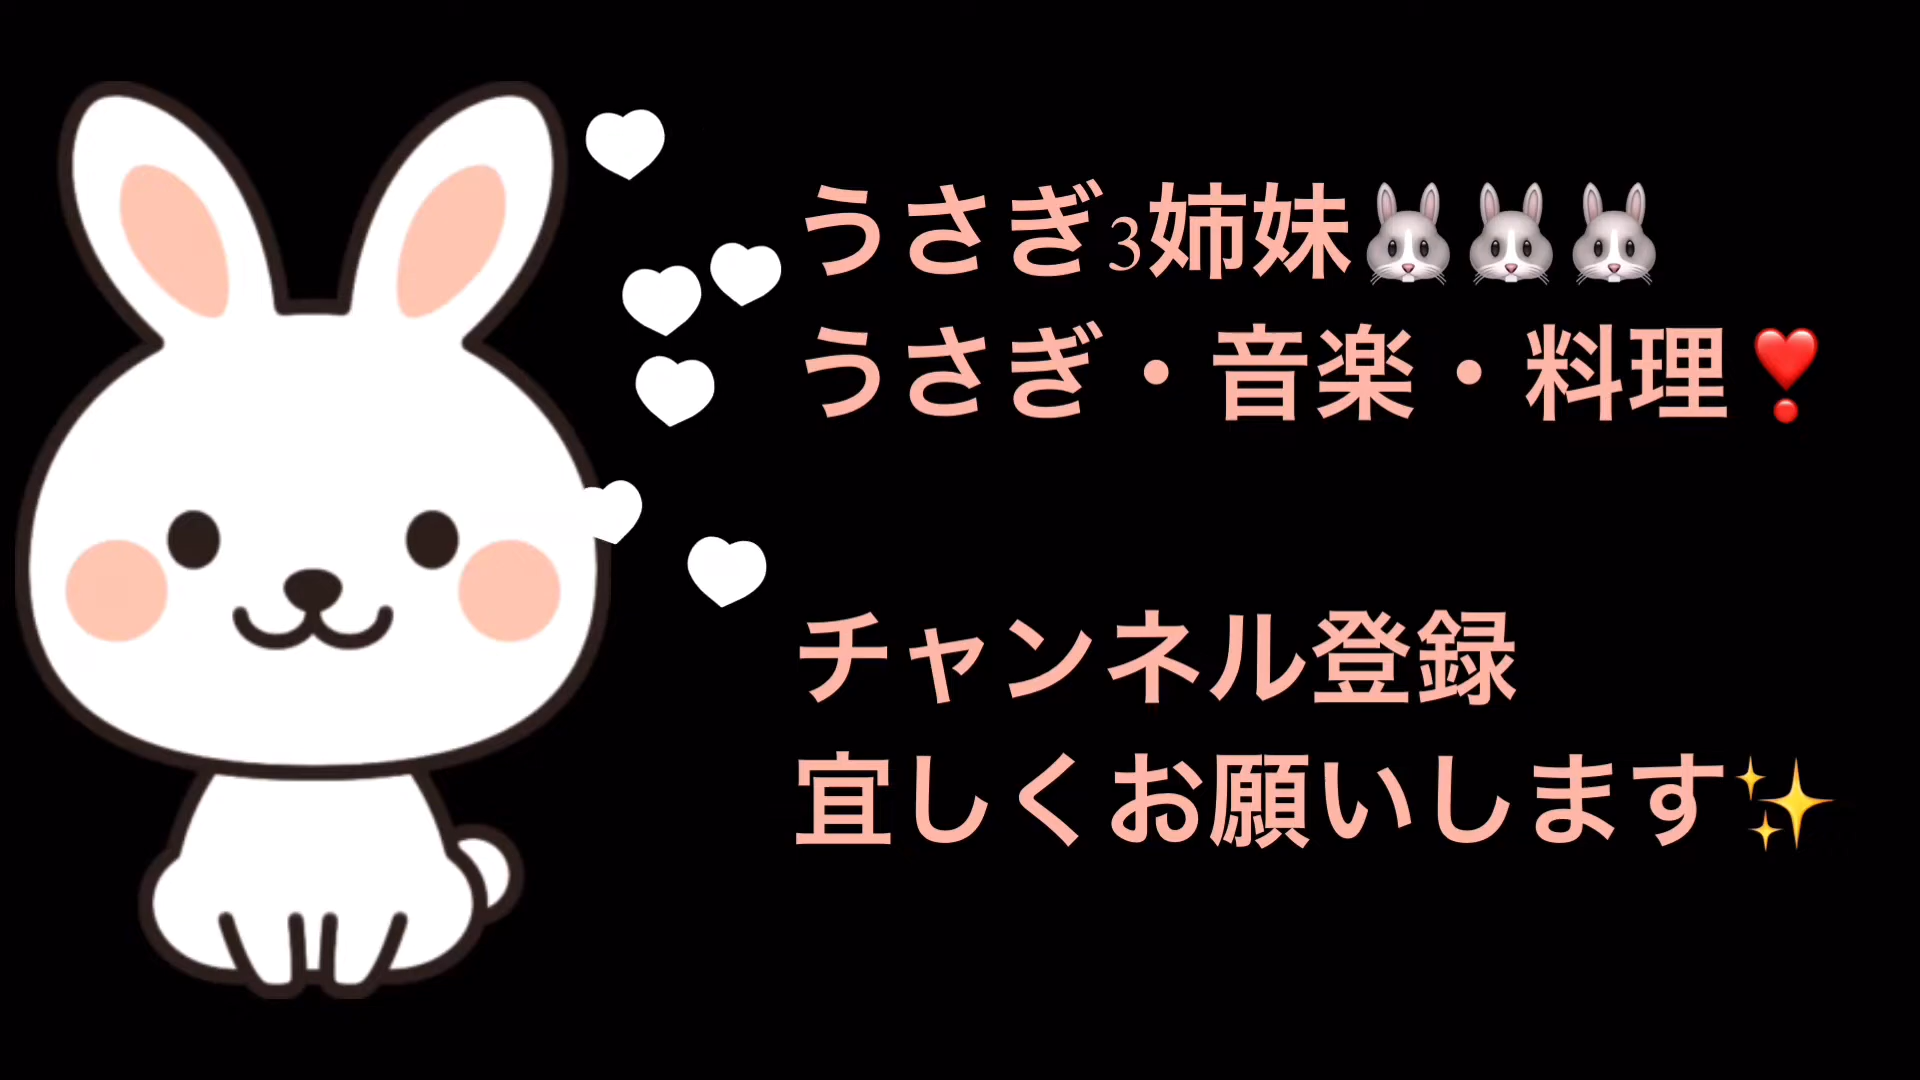 うさぎ3姉妹🐰🐰🐰
うさぎ・音楽・料理❣️
チャンネル登録
宜しくお願いします✨